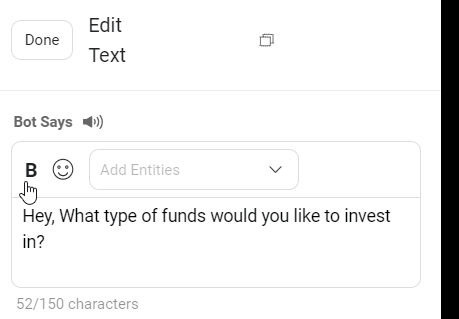 Done
Edit
Text
Bot Says
B
Add Entities
Hey, What type of funds would you like to invest
in?
52/150 characters